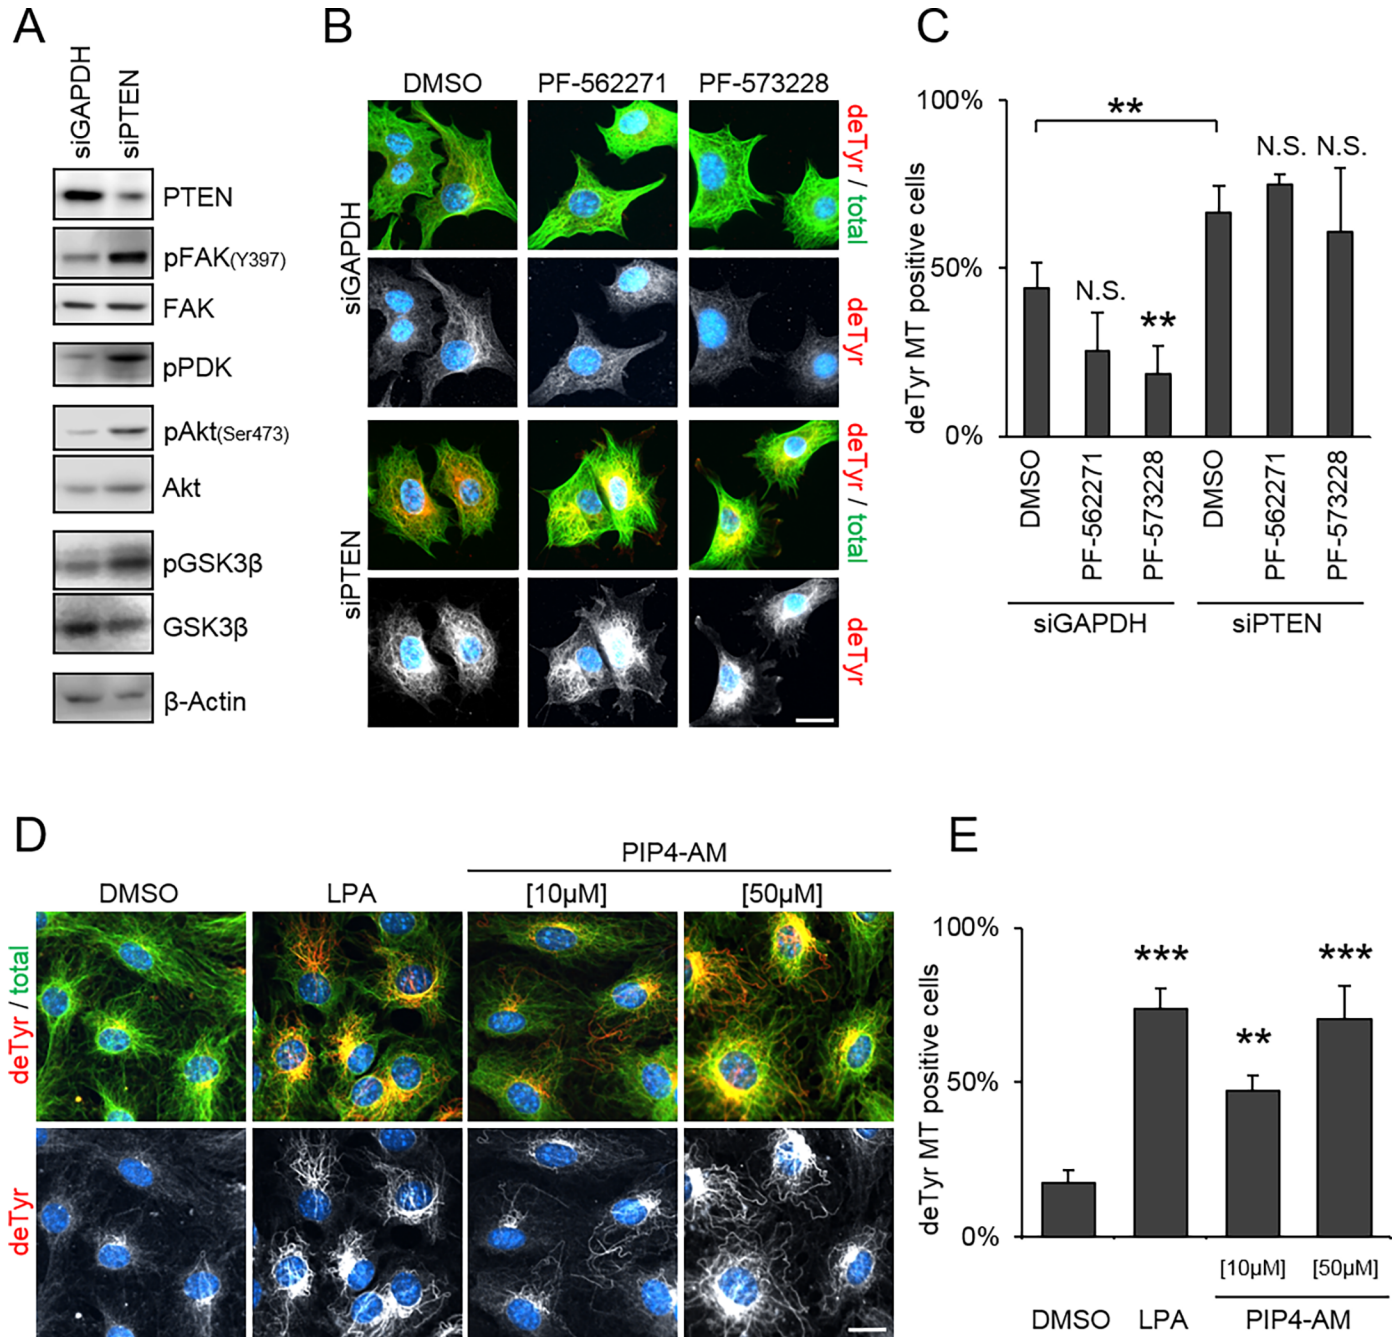 A
siGAPDH
siPTEN
PTEN
pFAK(Y397)
FAK
pPDK
pAkt(Ser473)
Akt
pGSK3β
GSK3β
β-Actin
B
DMSO
PF-562271
PF-573228
siGAPDH
deTyr / total
deTyr
siPTEN
deTyr / total
deTyr
C
deTyr MT positive cells
100%
50%
0%
**
N.S.
**
N.S.
N.S.
DMSO
PF-562271
PF-573228
DMSO
PF-562271
PF-573228
siGAPDH
siPTEN
D
PIP4-AM
DMSO
LPA
[10µM]
[50µM]
deTyr / total
deTyr
E
deTyr MT positive cells
100%
50%
0%
***
**
***
[10µM]
[50µM]
DMSO
LPA
PIP4-AM